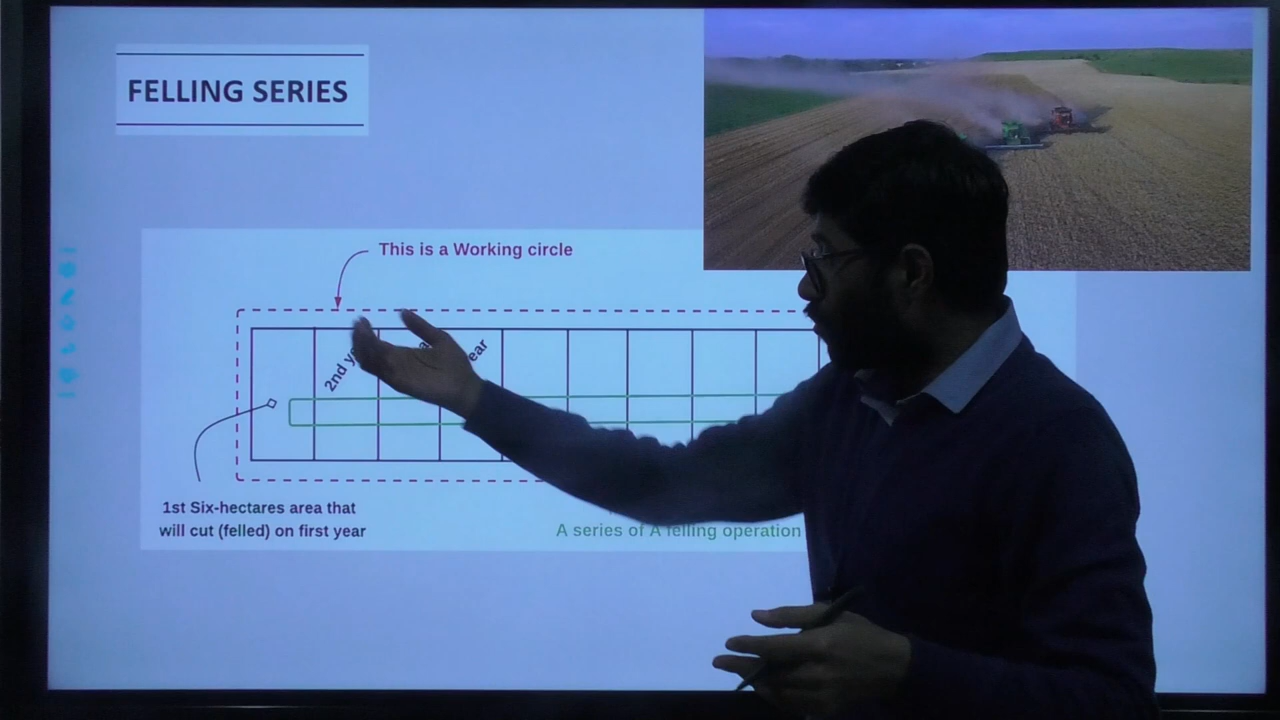 FELLING SERIES
This is a Working circle
2nd
1st Six-hectares area that
will cut (felled) on first year
A series of A felling operation